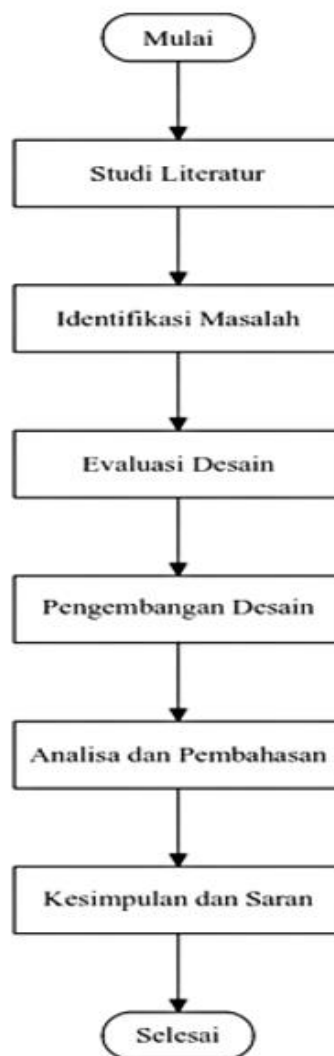 Mulai
Studi Literatur
Identifikasi Masalah
Evaluasi Desain
Pengembangan Desain
Analisa dan Pembahasan
Kesimpulan dan Saran
Selesai